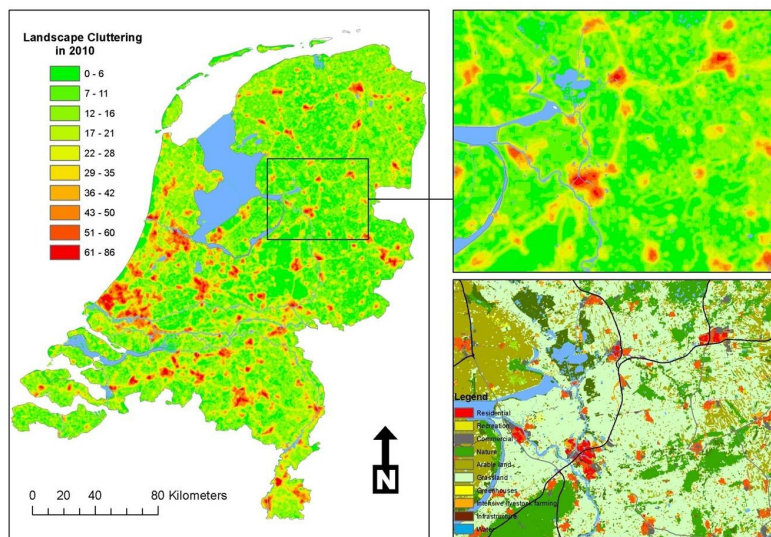 Landscape Cluttering
in 2010
0 - 6
7 - 11
12 - 16
17 - 21
22 - 28
29 - 35
36 - 42
43 - 50
51 - 60
61 - 86
N
0 20 40 80 Kilometers
Legend
Residential
Recreation
Commercial
Nature
Arable land
Grassland
Greenhouses
Intensive livestock farming
Infrastructure
Water